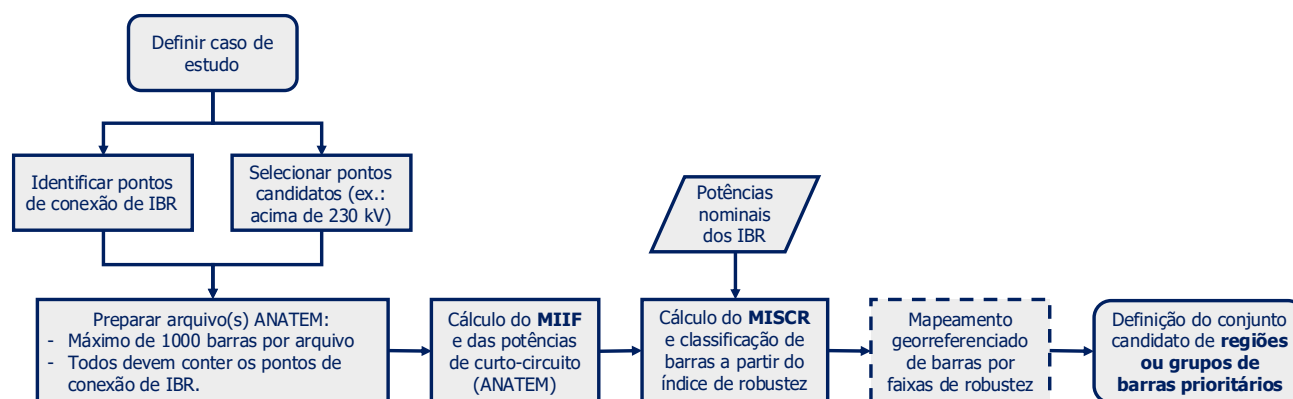 Definir caso de
estudo
Identificar pontos
de conexão de IBR
Selecionar pontos
candidatos (ex.:
acima de 230 kV)
Potências
nominais
dos IBR
Preparar arquivo(s) ANATEM:
- Máximo de 1000 barras por arquivo
- Todos devem conter os pontos de
conexão de IBR.
Cálculo do MIIF
e das potências
de curto-circuito
(ANATEM)
Cálculo do MISCR
e classificação de
barras a partir do
índice de robustez
Mapeamento
georreferenciado
de barras por
faixas de robustez
Definição do conjunto
candidato de regiões
ou grupos de
barras prioritários